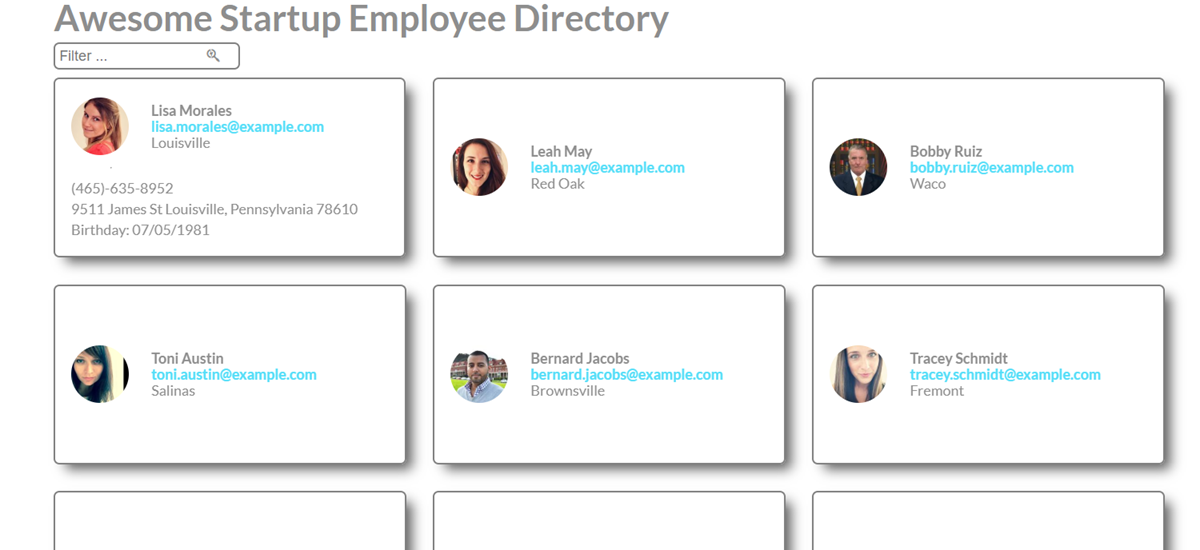 Awesome Startup Employee Directory
Filter ...
Lisa Morales
lisa.morales@example.com
Louisville
(465)-635-8952
9511 James St Louisville, Pennsylvania 78610
Birthday: 07/05/1981
Leah May
leah.may@example.com
Red Oak
Bobby Ruiz
bobby.ruiz@example.com
Waco
Toni Austin
toni.austin@example.com
Salinas
Bernard Jacobs
bernard.jacobs@example.com
Brownsville
Tracey Schmidt
tracey.schmidt@example.com
Fremont